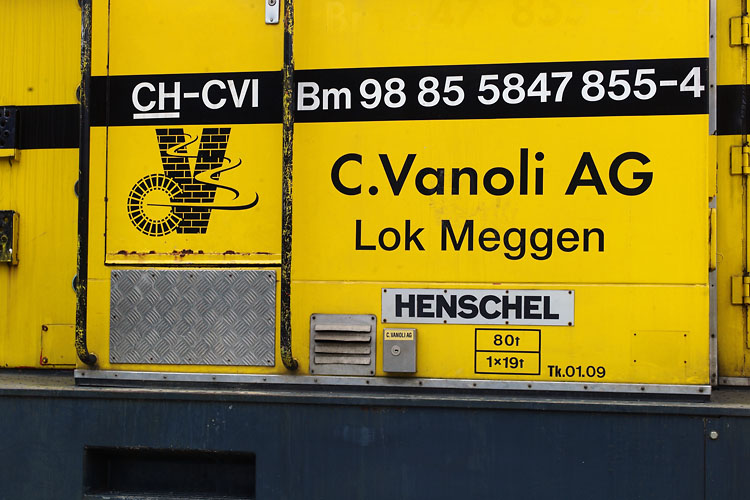 CH-CVI Bm 98 85 5847 855-4
C.Vanoli AG
Lok Meggen
HENSCHEL
C.VANOLI AG
80t
1×19t
Tk.01.09